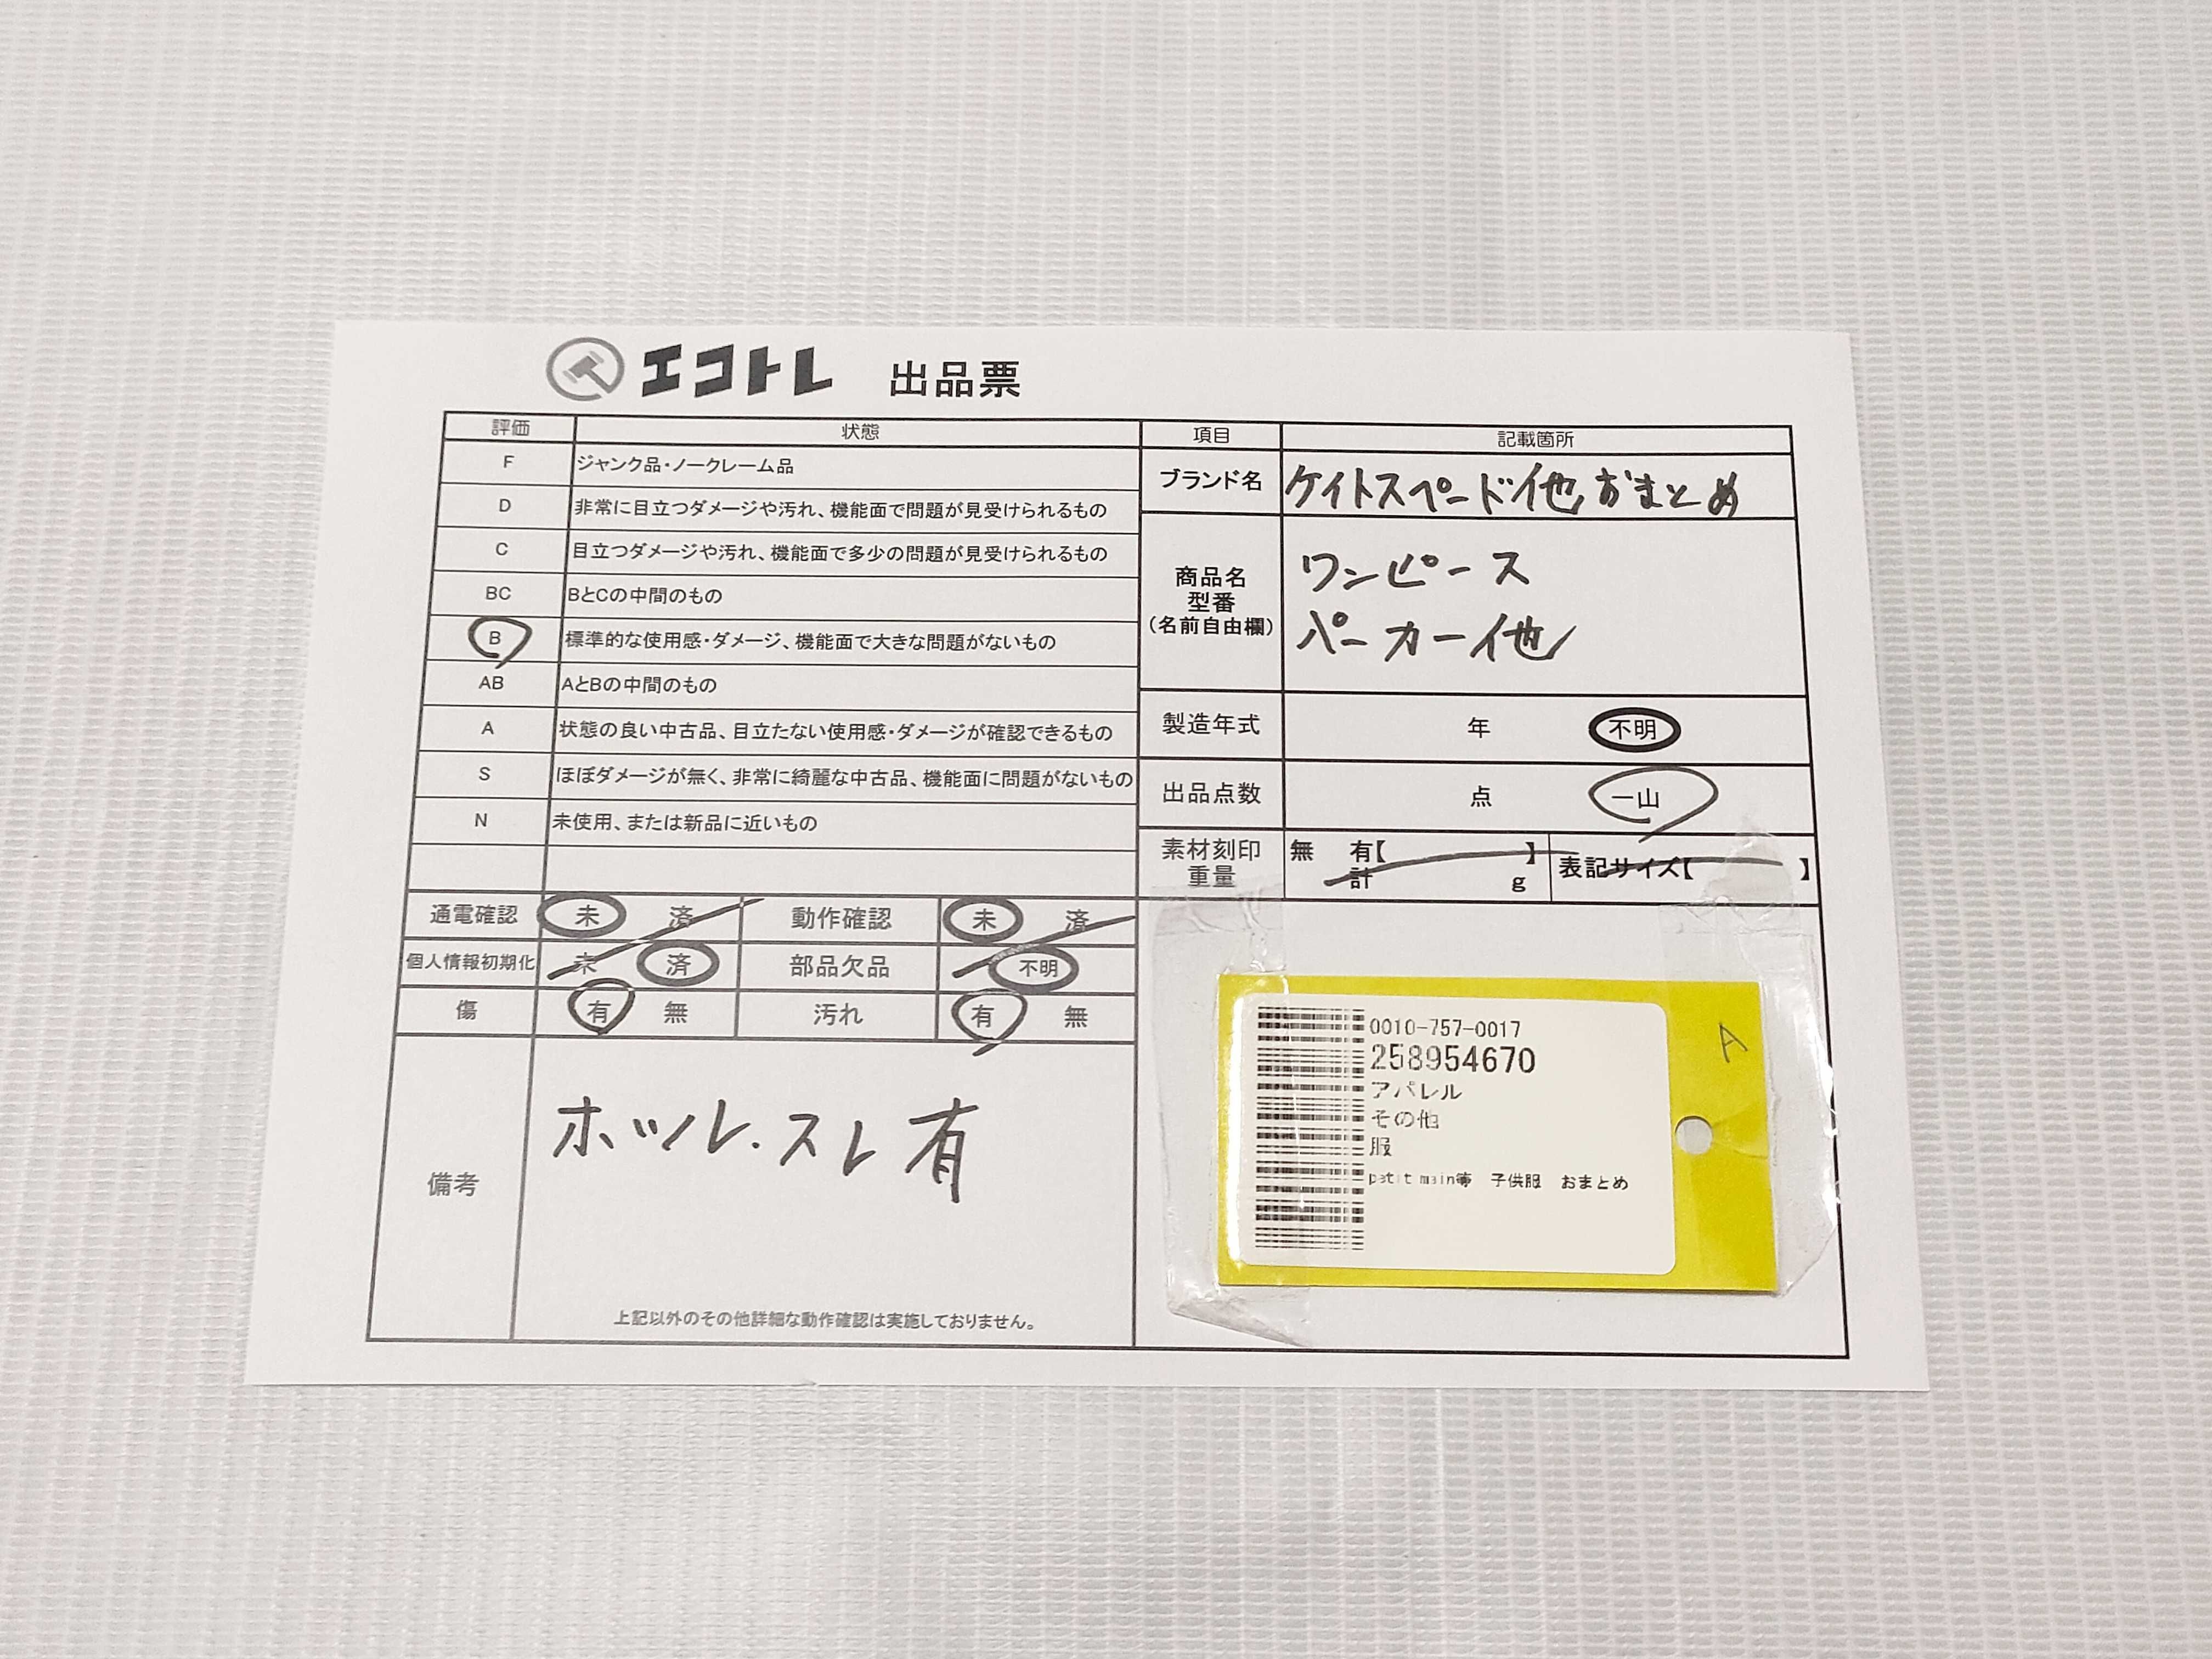 エコトレ 出品票
評価 状態
F ジャンク品・ノークレーム品
D 非常に目立つダメージや汚れ、機能面で問題が見受けられるもの
C 目立つダメージや汚れ、機能面で多少の問題が見受けられるもの
BC BとCの中間のもの
B 標準的な使用感・ダメージ、機能面で大きな問題がないもの
AB AとBの中間のもの
A 状態の良い中古品、目立たない使用感・ダメージが確認できるもの
S ほぼダメージが無く、非常に綺麗な中古品、機能面に問題がないもの
N 未使用、または新品に近いもの
通電確認 未 済 動作確認 未 済
個人情報初期化 未 済 部品欠品 不明
傷 有 無 汚れ 有 無
備考
ホツレ・スレ有
上記以外のその他詳細な動作確認は実施しておりません。
項目 記載箇所
ブランド名 ケイトスペード他おまとめ
商品名
型番
(名前自由欄)
ワンピース
パーカー他
製造年式 年 不明
出品点数 点 一山
素材刻印 無 有【 】
重量 計 g
表記サイズ【 】
0010-757-0017
258954670
アパレル
その他
服
petit main等 子供服 おまとめ
A